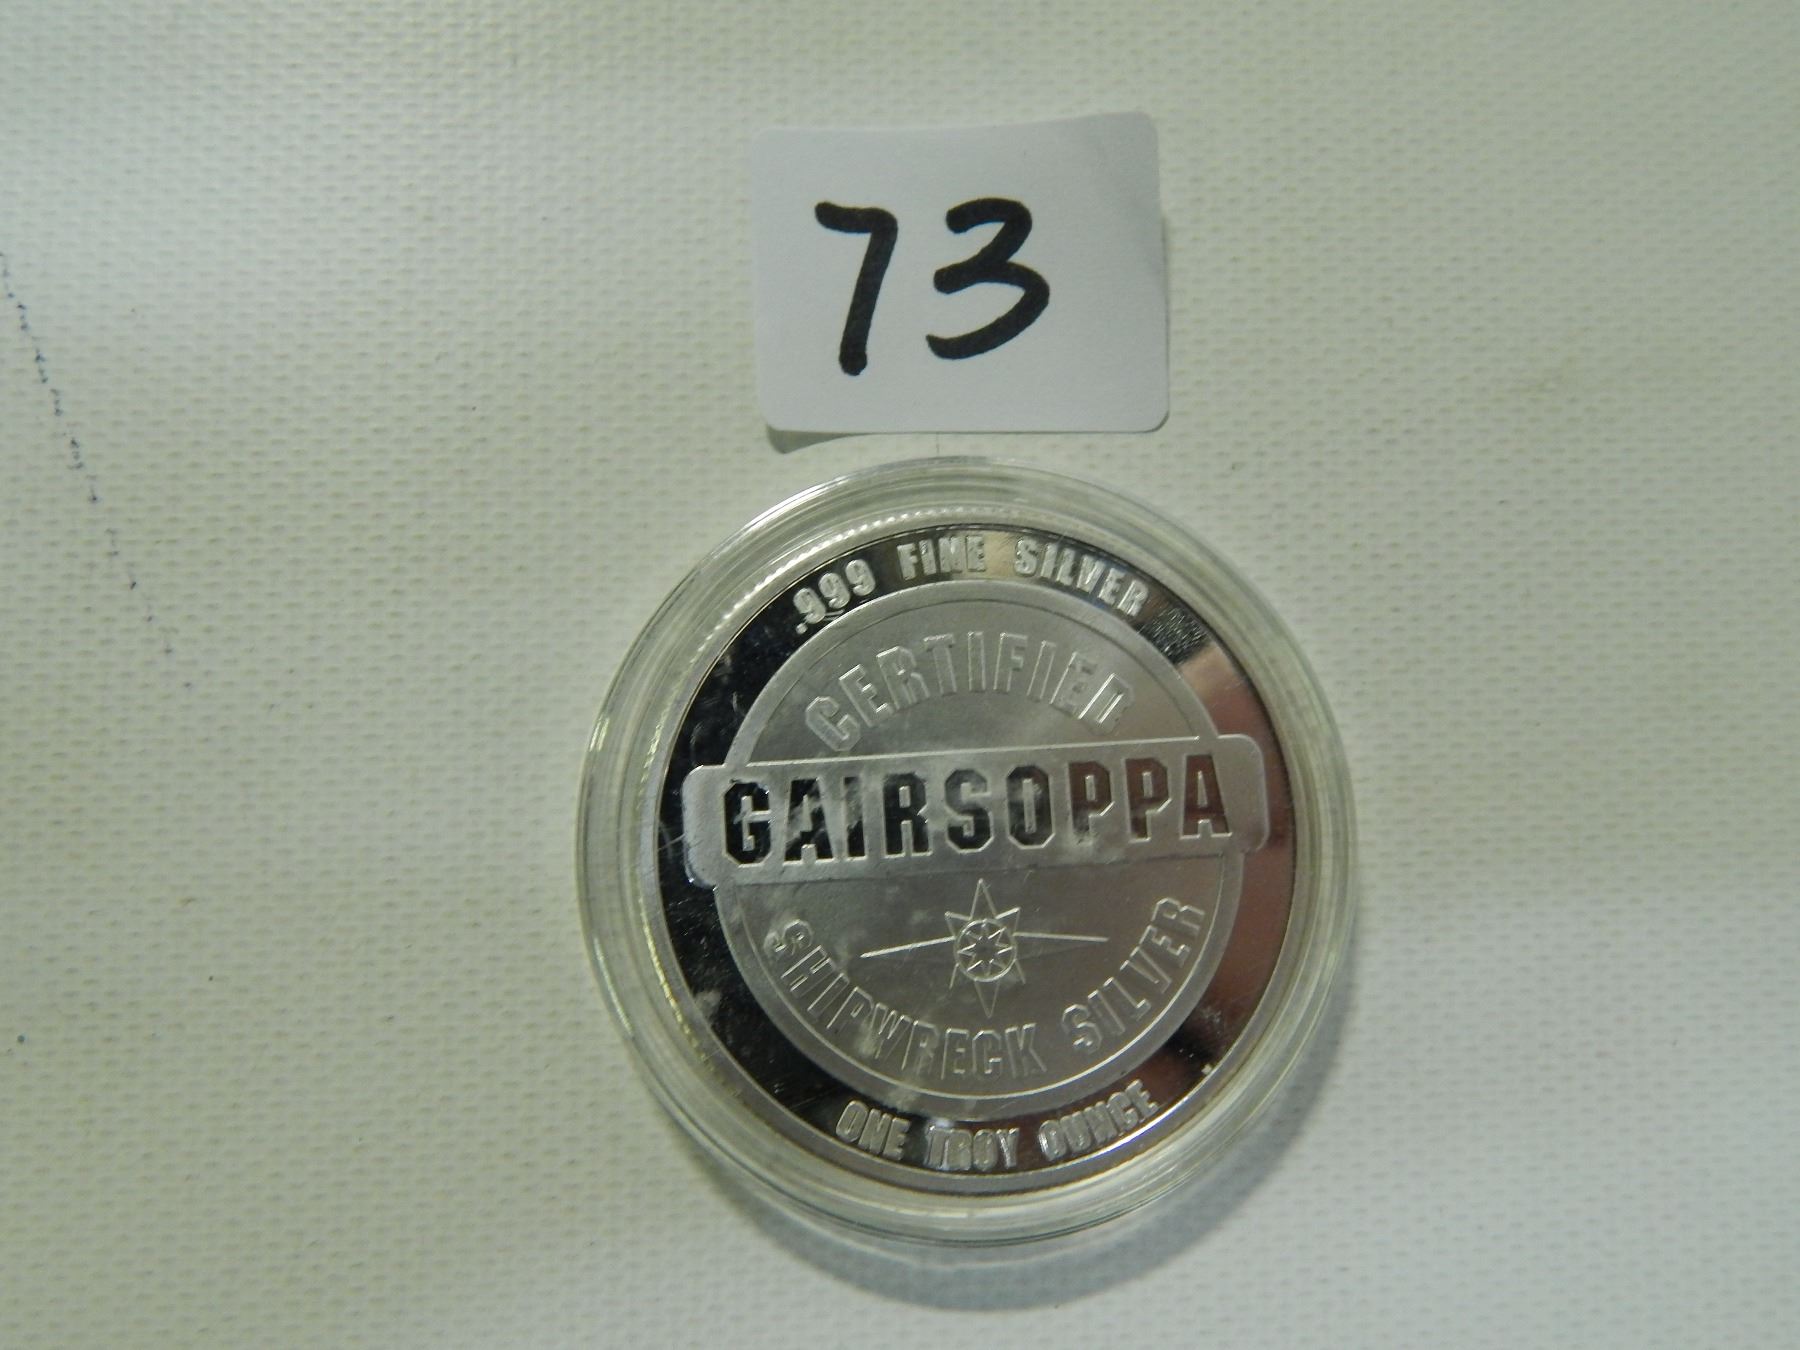 73
.999 FINE SILVER
CERTIFIED
GAIRSOPPA
SHIPWRECK SILVER
ONE TROY OUNCE